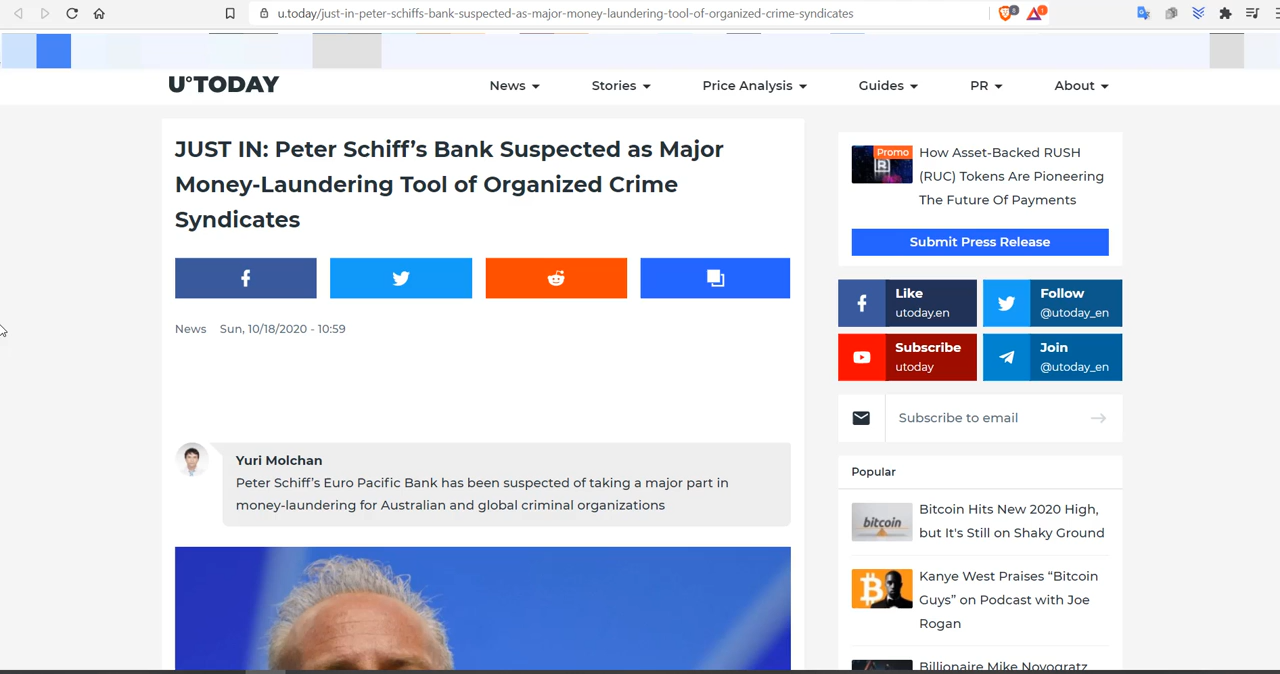 u.today/just-in-peter-schiffs-bank-suspected-as-major-money-laundering-tool-of-organized-crime-syndicates
8
1
U°TODAY
News
Stories
Price Analysis
Guides
PR
About
JUST IN: Peter Schiff’s Bank Suspected as Major
Money-Laundering Tool of Organized Crime
Syndicates
News Sun, 10/18/2020 - 10:59
Yuri Molchan
Peter Schiff’s Euro Pacific Bank has been suspected of taking a major part in
money-laundering for Australian and global criminal organizations
Promo
How Asset-Backed RUSH
(RUC) Tokens Are Pioneering
The Future Of Payments
Submit Press Release
Like
utoday.en
Follow
@utoday_en
Subscribe
utoday
Join
@utoday_en
Subscribe to email
Popular
bitcoin
Bitcoin Hits New 2020 High,
but It's Still on Shaky Ground
Kanye West Praises “Bitcoin
Guys” on Podcast with Joe
Rogan
Billionaire Mike Novogratz